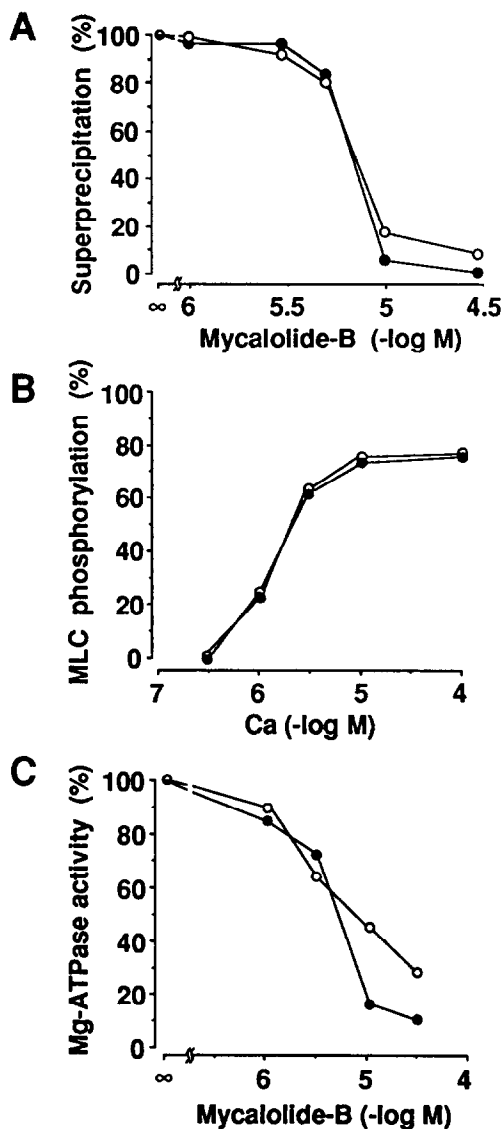 A
Superprecipitation (%)
100
80
60
40
20
0
∞ 6 5.5 5 4.5
Mycalolide-B (-log M)
B
MLC phosphorylation (%)
100
80
60
40
20
0
7 6 5 4
Ca (-log M)
C
Mg-ATPase activity (%)
100
80
60
40
20
0
∞ 6 5 4
Mycalolide-B (-log M)